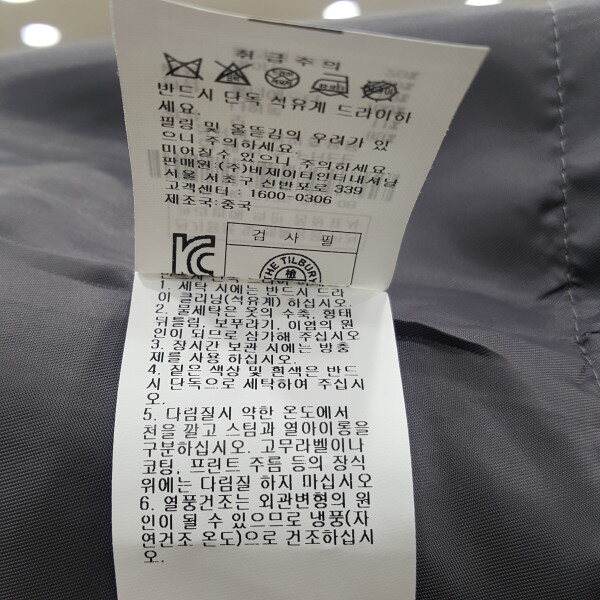 취급주의
반드시 단독 석유계 드라이하
세요.
필링 및 올뜯김의 우려가 있
으니 주의하세요.
미어질수 있으니 주의하세요.
판매원:(주)비제이티인터내셔날
서울 서초구 신반포로 339
고객센터 : 1600-0306
제조국:중국
검 사 필
THE TILBURY
檢
1. 세탁 시에는 반드시 드라
이 클리닝(석유계) 하십시오.
2. 물세탁은 옷의 수축, 형태
뒤틀림, 보푸라기, 이염의 원
인이 되므로 삼가해 주십시오
3. 장시간 보관 시에는 방충
제를 사용 하십시오.
4. 짙은 색상 및 흰색은 반드
시 단독으로 세탁하여 주십시
오.
5. 다림질시 약한 온도에서
천을 깔고 스팀과 열아이롱을
구분하십시오. 고무라벨이나
코팅, 프린트 주름 등의 장식
위에는 다림질 하지 마십시오
6. 열풍건조는 외관변형의 원
인이 될 수 있으므로 냉풍(자
연건조 온도)으로 건조하십시
오.